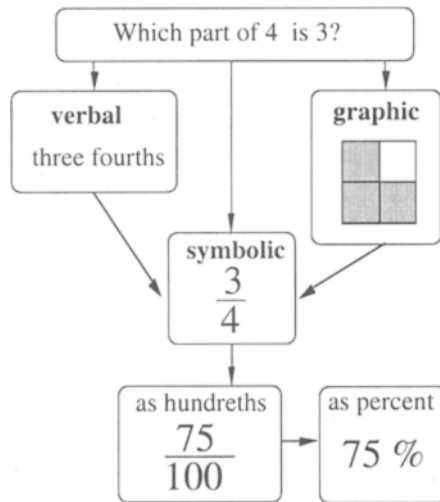 Which part of 4 is 3?
verbal
three fourths
graphic
symbolic
3
4
as hundreths
75
100
as percent
75 %